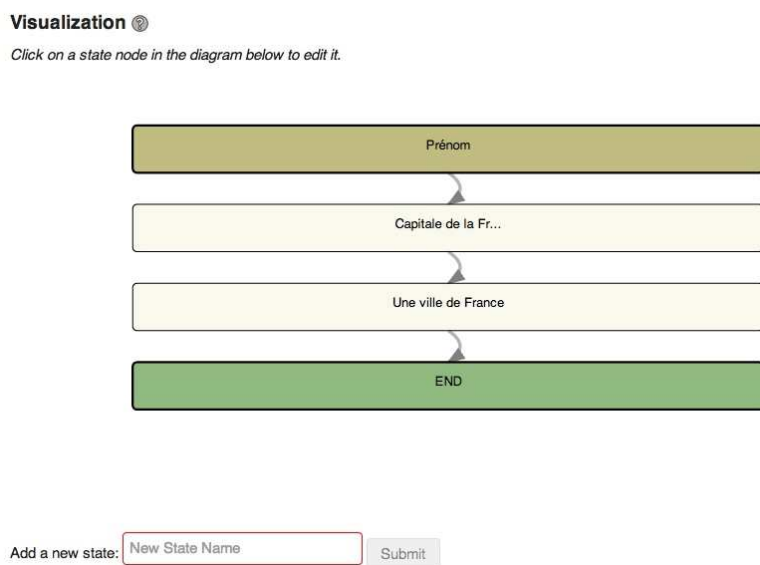 Visualization ?
Click on a state node in the diagram below to edit it.
Prénom
Capitale de la Fr...
Une ville de France
END
Add a new state: New State Name Submit